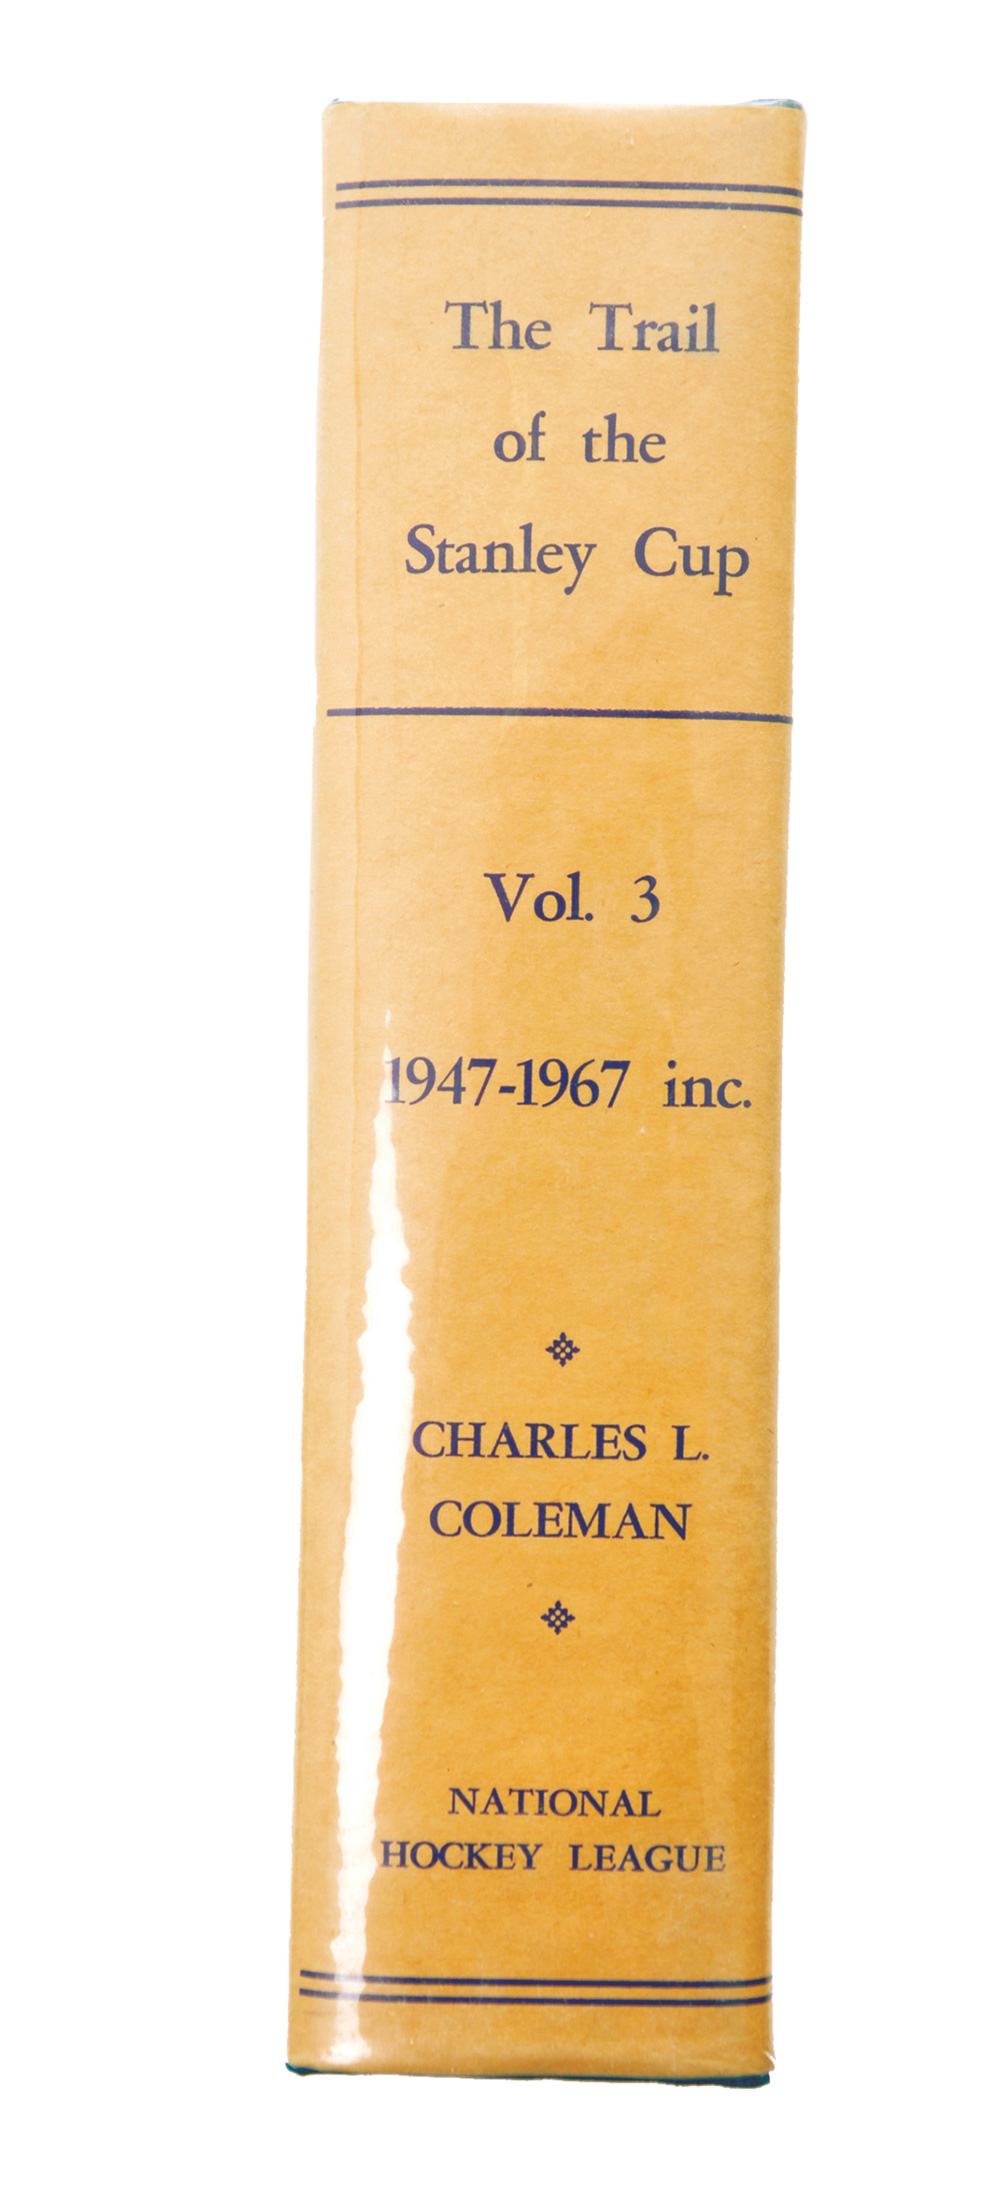 The Trail
of the
Stanley Cup
Vol. 3
1947-1967 inc.
CHARLES L.
COLEMAN
NATIONAL
HOCKEY LEAGUE